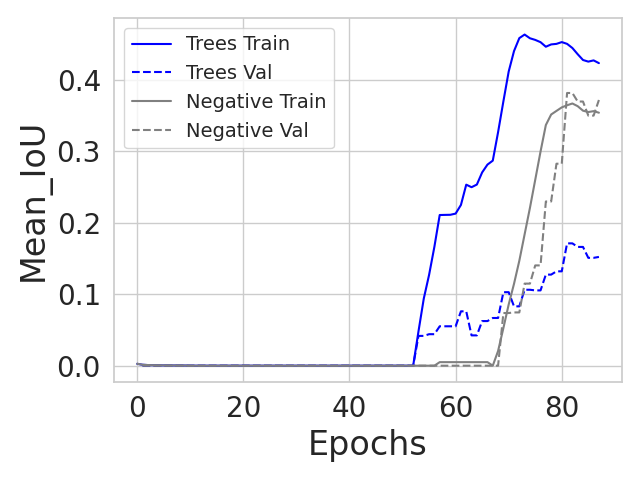 Trees Train
Trees Val
Negative Train
Negative Val
Mean_IoU
0.4
0.3
0.2
0.1
0.0
0 20 40 60 80
Epochs